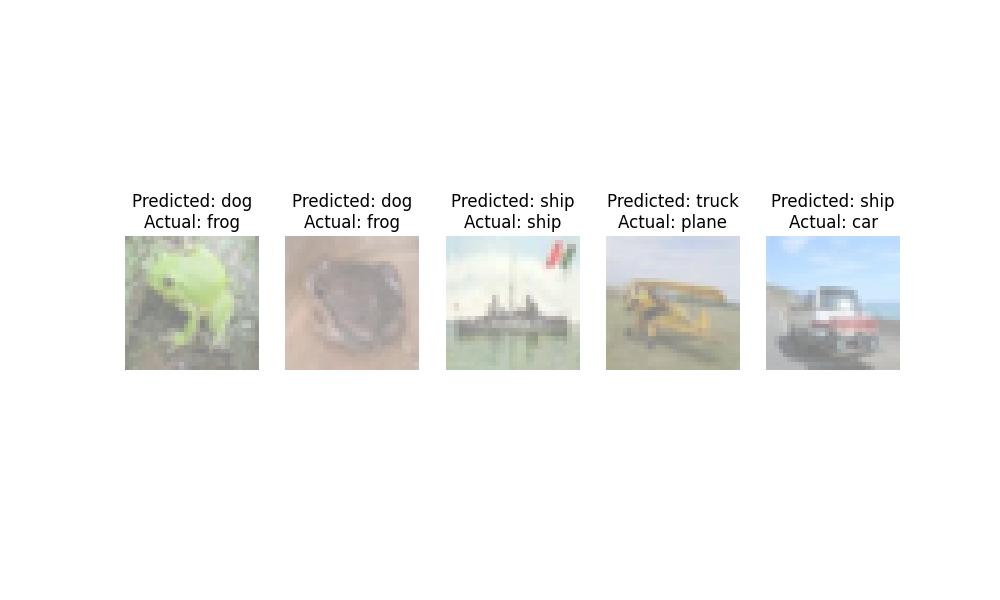 Predicted: dog
Actual: frog
Predicted: dog
Actual: frog
Predicted: ship
Actual: ship
Predicted: truck
Actual: plane
Predicted: ship
Actual: car